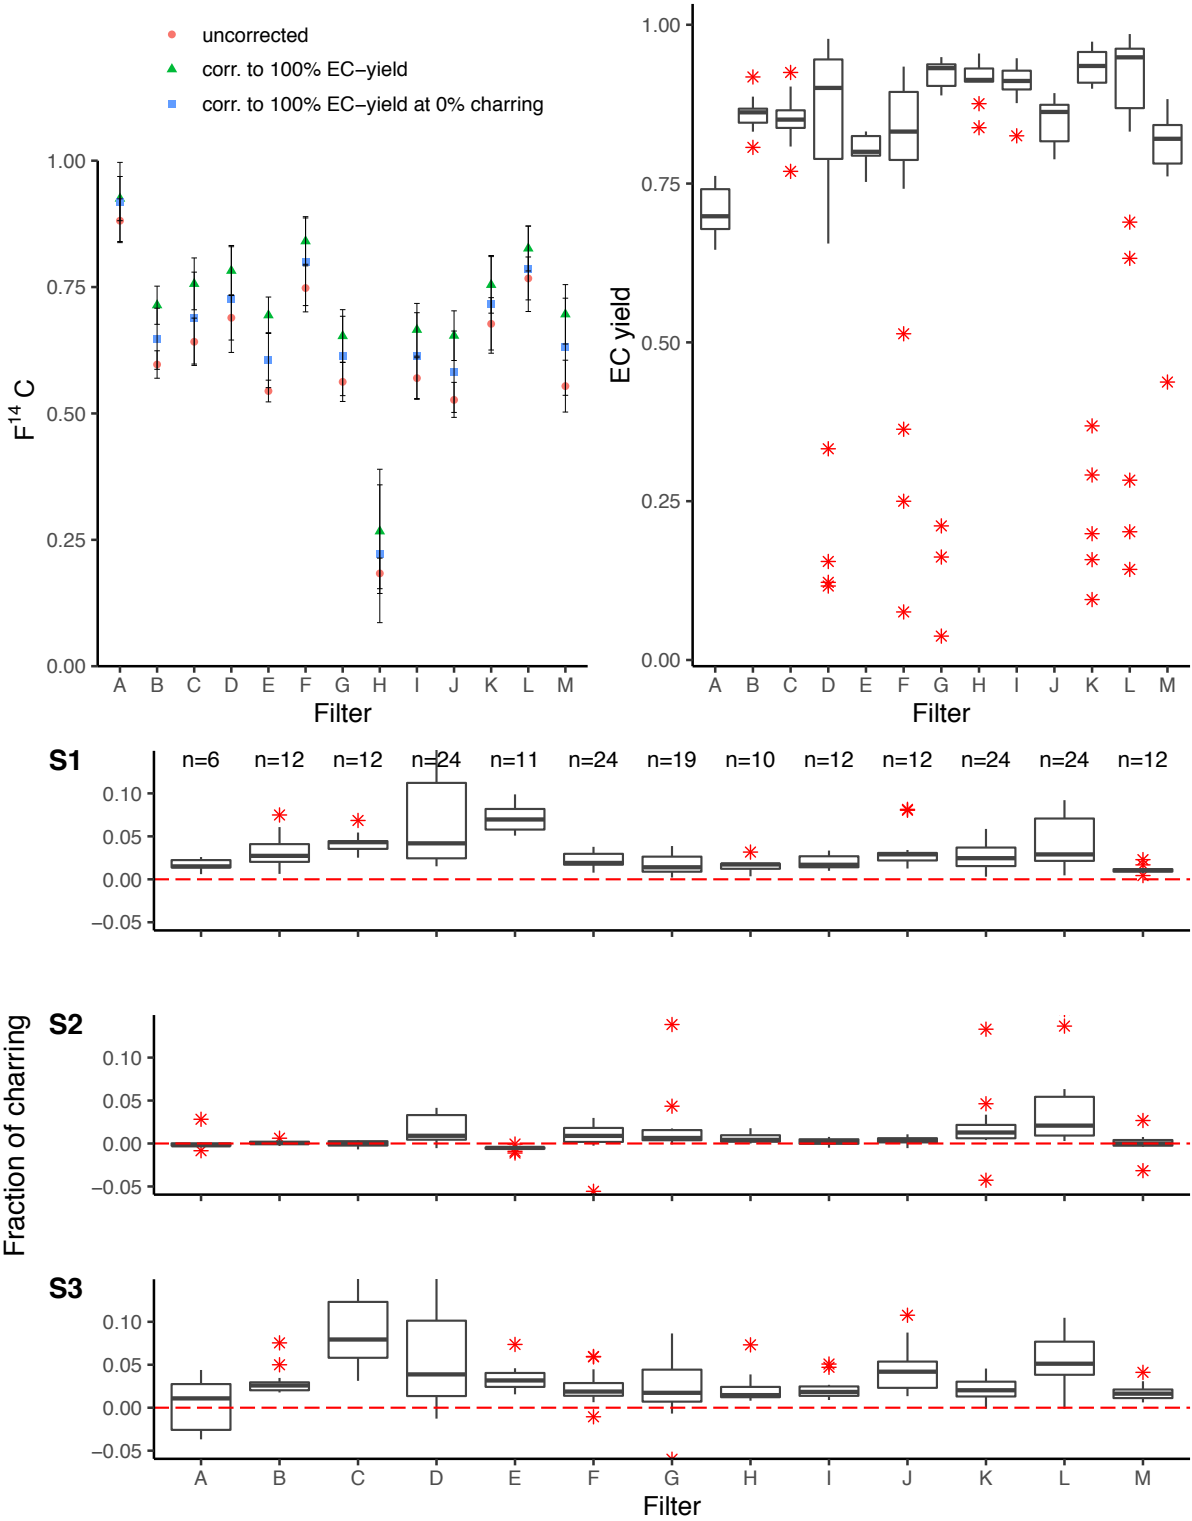 uncorrected
corr. to 100% EC−yield
corr. to 100% EC−yield at 0% charring
1.00
0.75
0.50
0.25
0.00
F14 C
A B C D E F G H I J K L M
Filter
1.00
0.75
0.50
0.25
0.00
EC yield
A B C D E F G H I J K L M
Filter
Fraction of charring
S1
n=6 n=12 n=12 n=24 n=11 n=24 n=19 n=10 n=12 n=12 n=24 n=24 n=12
0.10
0.05
0.00
−0.05
S2
0.10
0.05
0.00
−0.05
S3
0.10
0.05
0.00
−0.05
A B C D E F G H I J K L M
Filter